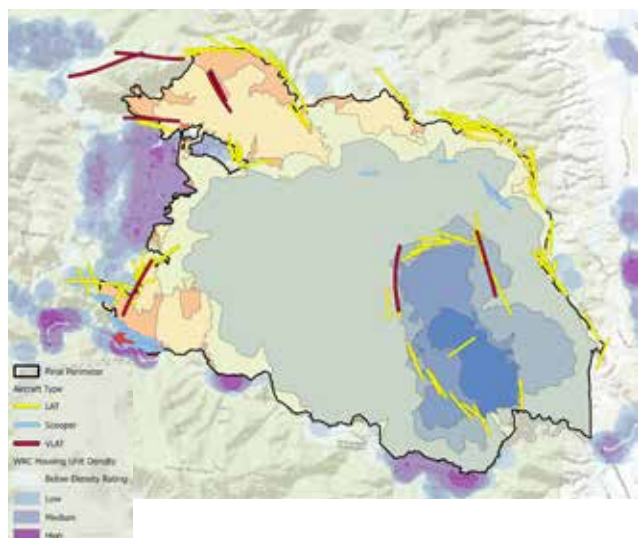 Final Perimeter
Aircraft Type
LAT
Scooper
VLAT
WRC Housing Unit Density
Below Density Rating
Low
Medium
High